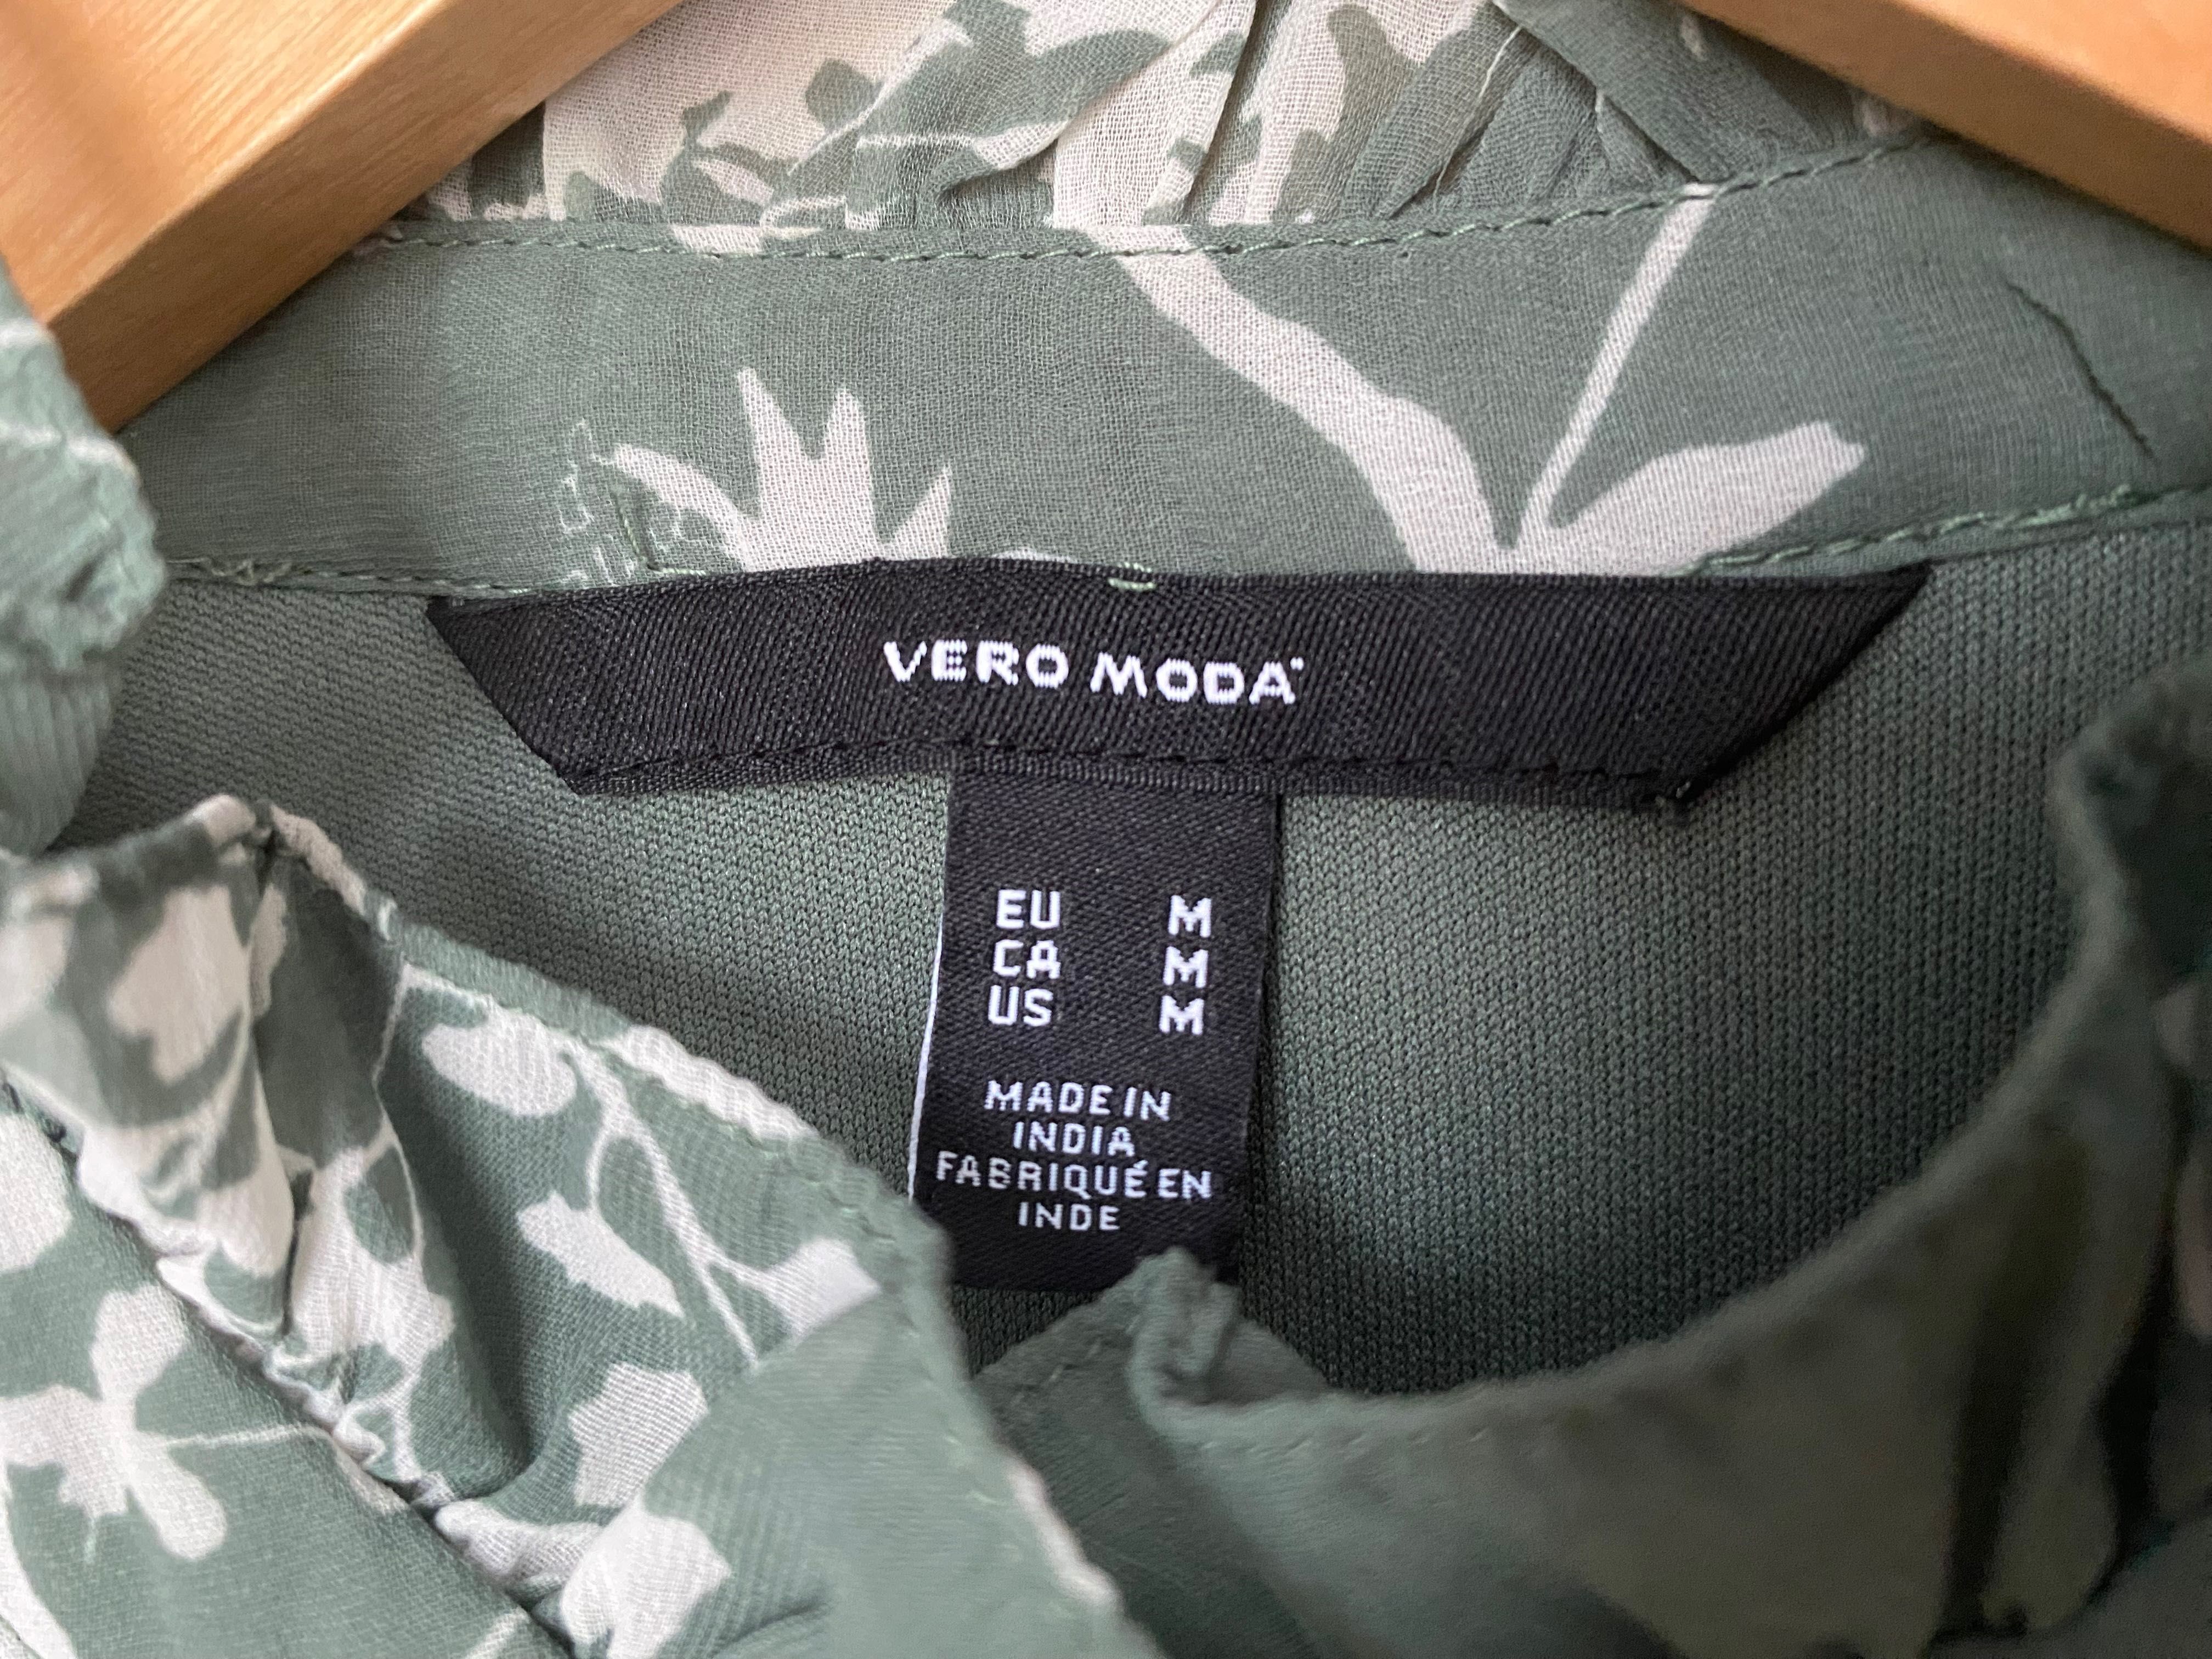 VERO MODA
EU M
CA M
US M
MADE IN
INDIA
FABRIQUÉ EN
INDE